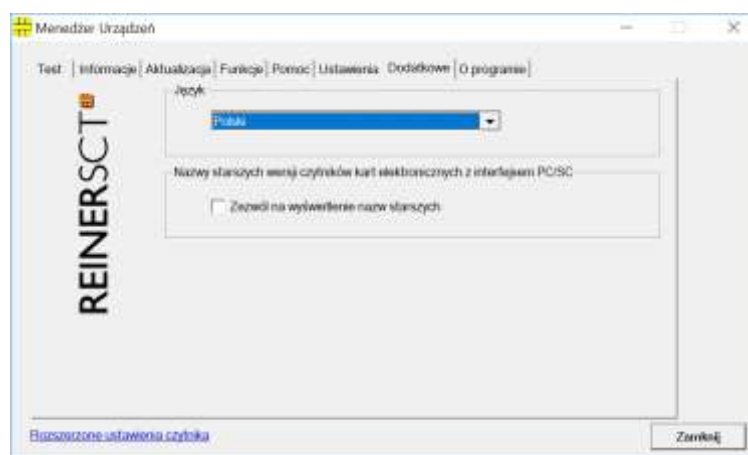 Menedżer Urządzeń
Test Informacje Aktualizacja Funkcje Pomoc Ustawienia Dodatkowe O programie
REINERSCT
Język
Polski
Nazwy starszych wersji czytników kart elektronicznych z interfejsem PC/SC
Zezwól na wyświetlenie nazw starszych
Rozszerzone ustawienia czytnika
Zamknij